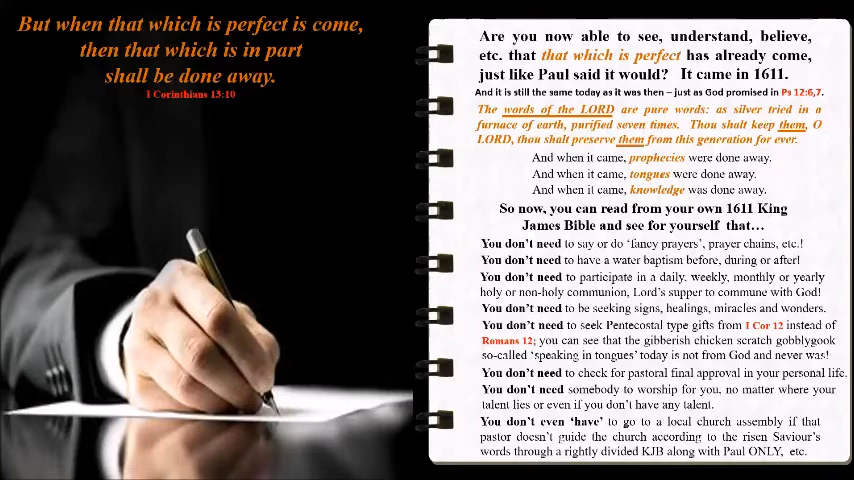 But when that which is perfect is come,
then that which is in part
shall be done away.
I Corinthians 13:10
Are you now able to see, understand, believe,
etc. that that which is perfect has already come,
just like Paul said it would? It came in 1611.
And it is still the same today as it was then – just as God promised in Ps 12:6,7.
The words of the LORD are pure words: as silver tried in a
furnace of earth, purified seven times. Thou shalt keep them, O
LORD, thou shalt preserve them from this generation for ever.
And when it came, prophecies were done away.
And when it came, tongues were done away.
And when it came, knowledge was done away.
So now, you can read from your own 1611 King
James Bible and see for yourself that…
You don't need to say or do 'fancy prayers', prayer chains, etc.!
You don't need to have a water baptism before, during or after!
You don't need to participate in a daily, weekly, monthly or yearly
holy or non-holy communion, Lord's supper to commune with God!
You don't need to be seeking signs, healings, miracles and wonders.
You don't need to seek Pentecostal type gifts from I Cor 12 instead of
Romans 12; you can see that the gibberish chicken scratch gobblygook
so-called 'speaking in tongues' today is not from God and never was!
You don't need to check for pastoral final approval in your personal life.
You don't need somebody to worship for you, no matter where your
talent lies or even if you don't have any talent.
You don't even 'have' to go to a local church assembly if that
pastor doesn't guide the church according to the risen Saviour's
words through a rightly divided KJB along with Paul ONLY, etc.